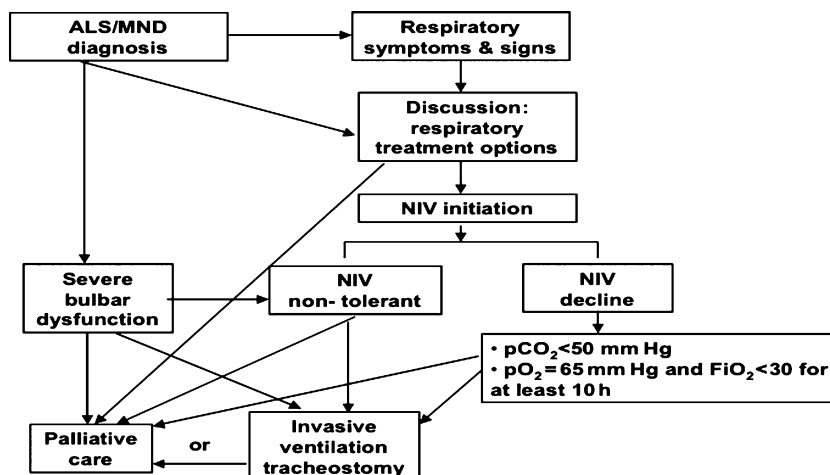 ALS/MND
diagnosis
Respiratory
symptoms & signs
Discussion:
respiratory
treatment options
NIV initiation
Severe
bulbar
dysfunction
NIV
non- tolerant
NIV
decline
• pCO₂<50 mm Hg
• pO₂=65 mm Hg and FiO₂<30 for
at least 10 h
Palliative
care
or
Invasive
ventilation
tracheostomy